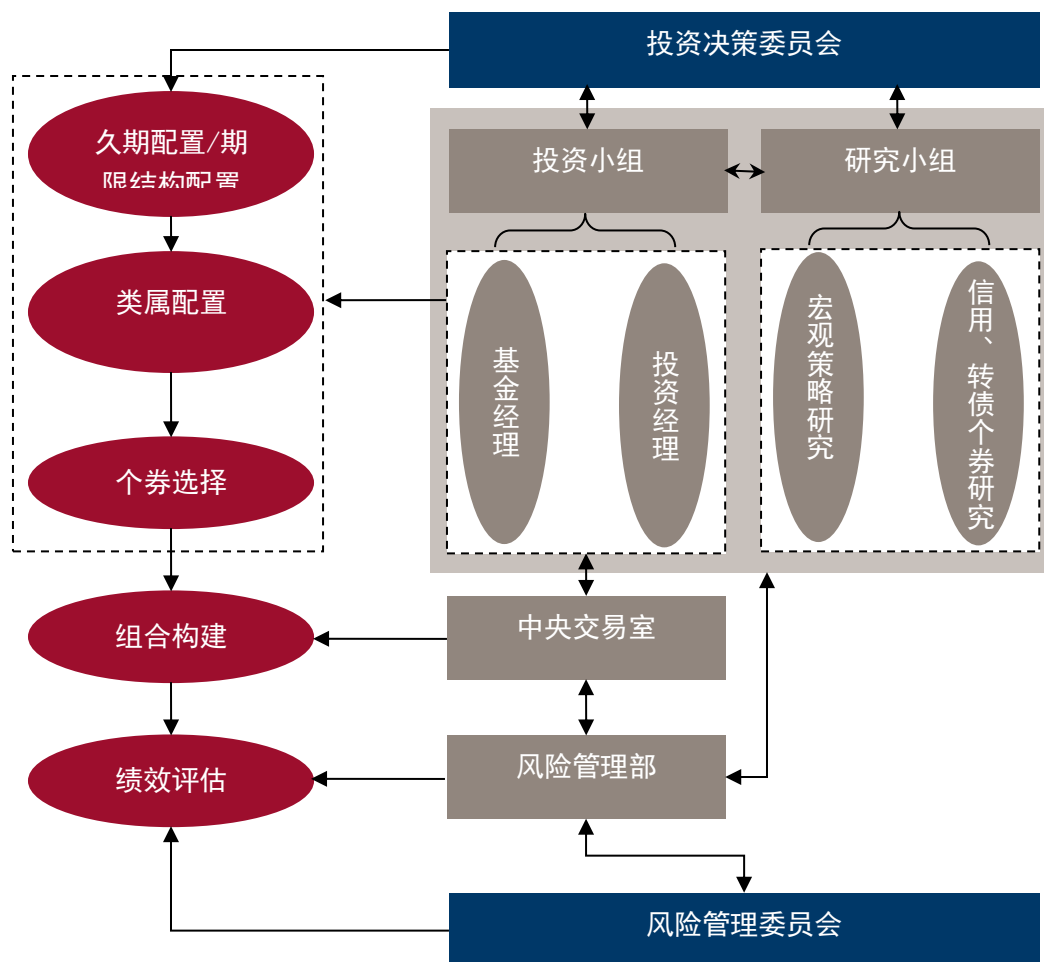 投资决策委员会
久期配置/期
限结构配置
投资小组
研究小组
类属配置
基金经理
投资经理
宏观策略研究
信用、转债个券研究
个券选择
组合构建
中央交易室
绩效评估
风险管理部
风险管理委员会